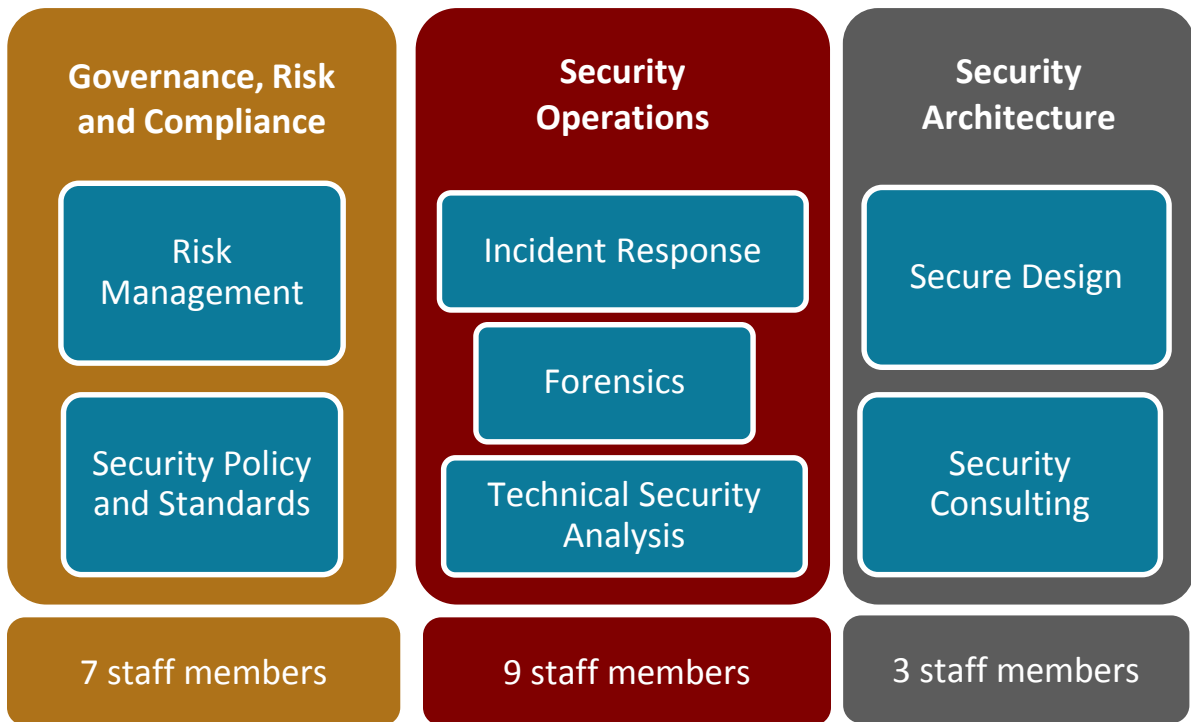 Governance, Risk
and Compliance
Risk
Management
Security Policy
and Standards
7 staff members
Security
Operations
Incident Response
Forensics
Technical Security
Analysis
9 staff members
Security
Architecture
Secure Design
Security
Consulting
3 staff members